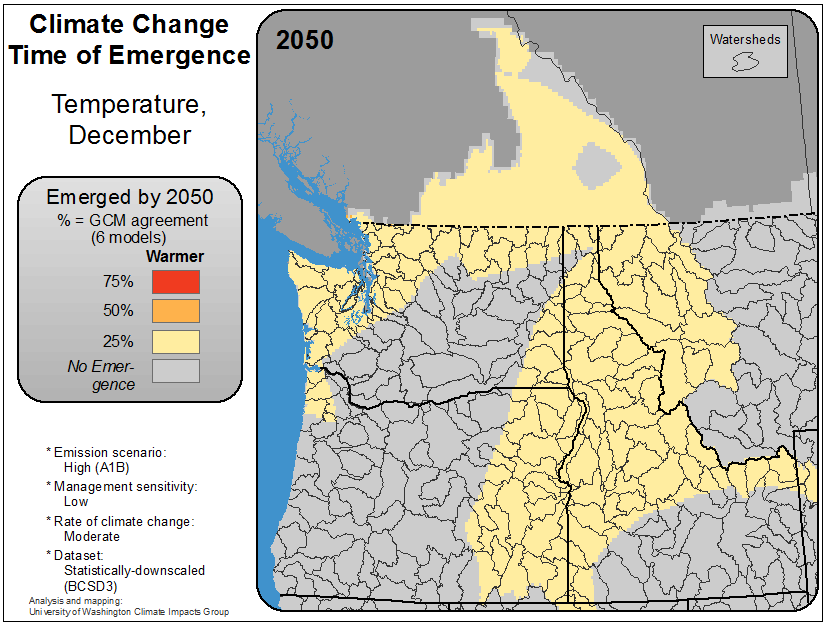 Climate Change
Time of Emergence
Temperature,
December
Emerged by 2050
% = GCM agreement
(6 models)
Warmer
75%
50%
25%
No Emer-
gence
* Emission scenario:
High (A1B)
* Management sensitivity:
Low
* Rate of climate change:
Moderate
* Dataset:
Statistically-downscaled
(BCSD3)
Analysis and mapping:
University of Washington Climate Impacts Group
2050
Watersheds